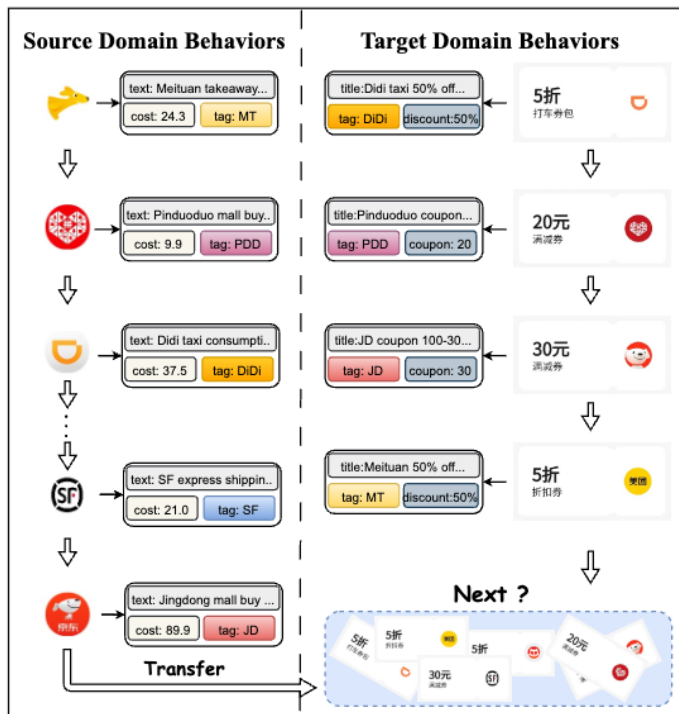 Source Domain Behaviors
text: Meituan takeaway...
cost: 24.3
tag: MT
text: Pinduoduo mall buy..
cost: 9.9
tag: PDD
text: Didi taxi consumpti..
cost: 37.5
tag: DiDi
SF
text: SF express shippin..
cost: 21.0
tag: SF
京东
text: Jingdong mall buy ...
cost: 89.9
tag: JD
Transfer
Target Domain Behaviors
title:Didi taxi 50% off...
tag: DiDi
discount:50%
5折
打车券包
title:Pinduoduo coupon...
tag: PDD
coupon: 20
20元
满减券
title:JD coupon 100-30...
tag: JD
coupon: 30
30元
满减券
title:Meituan 50% off...
tag: MT
discount:50%
5折
折扣券
美团
Next ?
5折
打车券包
5折
折扣券
美团
30元
满减券
SF
5折
20元
满减券